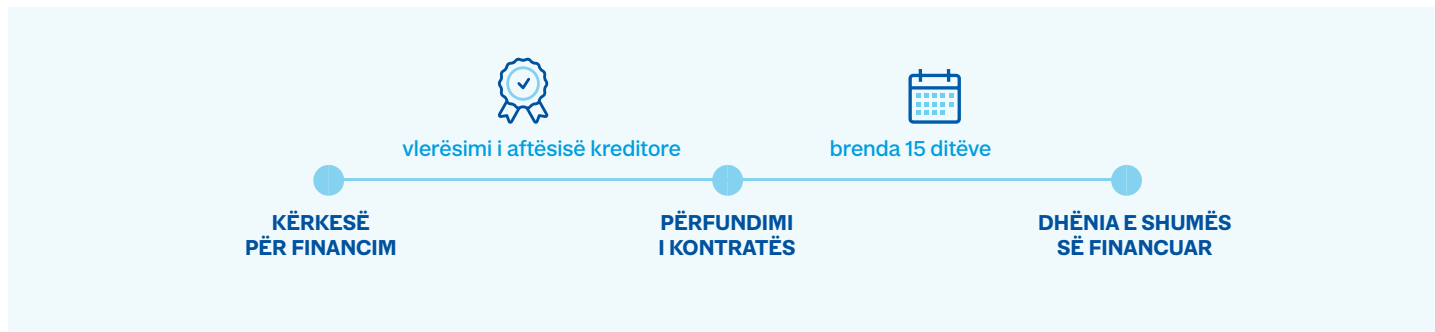 vlerësimi i aftësisë kreditore
brenda 15 ditëve
KËRKESË
PËR FINANCIM
PËRFUNDIMI
I KONTRATËS
DHËNIA E SHUMËS
SË FINANCUAR